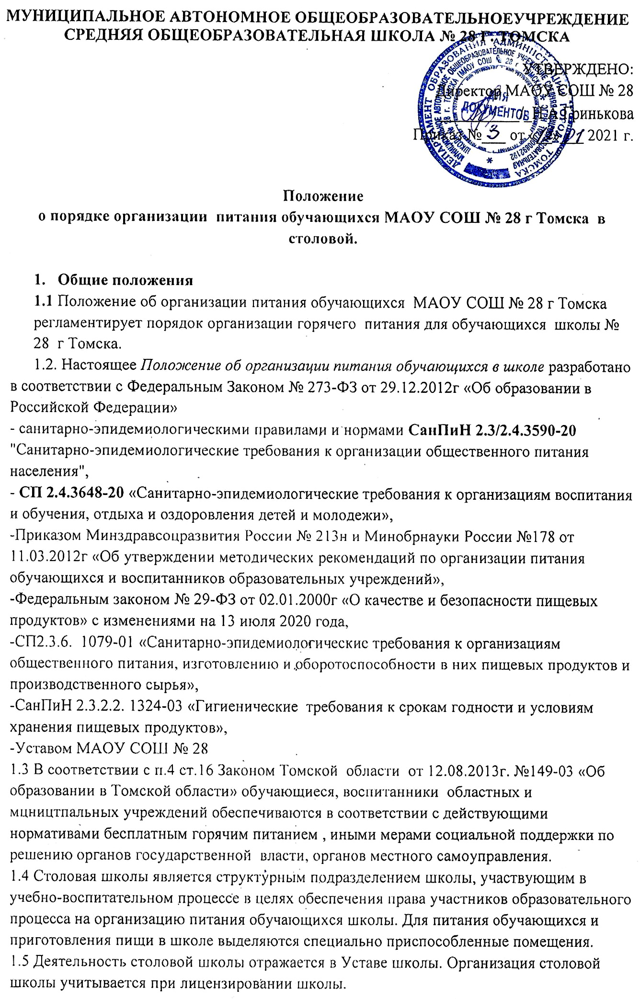 МУНИЦИПАЛЬНОЕ АВТОНОМНОЕ ОБЩЕОБРАЗОВАТЕЛЬНОЕУЧРЕЖДЕНИЕ
СРЕДНЯЯ ОБЩЕОБРАЗОВАТЕЛЬНАЯ ШКОЛА № 28 Г. ТОМСКА
УТВЕРЖДЕНО:
Директор МАОУ СОШ № 28
/ Н.А.Гринькова
Приказ № 3 от 01 2021 г.
ДЕПАРТАМЕНТ ОБРАЗОВАНИЯ АДМИНИСТРАЦИИ ГОРОДА ТОМСКА
ДЛЯ
ДОКУМЕНТОВ
Положение
о порядке организации питания обучающихся МАОУ СОШ № 28 г Томска в
столовой.
1. Общие положения
1.1 Положение об организации питания обучающихся МАОУ СОШ № 28 г Томска
регламентирует порядок организации горячего питания для обучающихся школы №
28 г Томска.
1.2. Настоящее Положение об организации питания обучающихся в школе разработано
в соответствии с Федеральным Законом № 273-ФЗ от 29.12.2012г «Об образовании в
Российской Федерации»
- санитарно-эпидемиологическими правилами и нормами СанПиН 2.3/2.4.3590-20
"Санитарно-эпидемиологические требования к организации общественного питания
населения",
- СП 2.4.3648-20 «Санитарно-эпидемиологические требования к организациям воспитания
и обучения, отдыха и оздоровления детей и молодежи»,
-Приказом Минздравсоцразвития России № 213н и Минобрнауки России №178 от
11.03.2012г «Об утверждении методических рекомендаций по организации питания
обучающихся и воспитанников образовательных учреждений»,
-Федеральным законом № 29-ФЗ от 02.01.2000г «О качестве и безопасности пищевых
продуктов» с изменениями на 13 июля 2020 года,
-СП2.3.6. 1079-01 «Санитарно-эпидемиологические требования к организациям
общественного питания, изготовлению и оборотоспособности в них пищевых продуктов и
производственного сырья»,
-СанПиН 2.3.2.2. 1324-03 «Гигиенические требования к срокам годности и условиям
хранения пищевых продуктов»,
-Уставом МАОУ СОШ № 28
1.3 В соответствии с п.4 ст.16 Законом Томской области от 12.08.2013г. №149-03 «Об
образовании в Томской области» обучающиеся, воспитанники областных и
мцництпальных учреждений обеспечиваются в соответствии с действующими
нормативами бесплатным горячим питанием , иными мерами социальной поддержки по
решению органов государственной власти, органов местного самоуправления.
1.4 Столовая школы является структурным подразделением школы, участвующим в
учебно-воспитательном процессе в целях обеспечения права участников образовательного
процесса на организацию питания обучающихся школы. Для питания обучающихся и
приготовления пищи в школе выделяются специально приспособленные помещения.
1.5 Деятельность столовой школы отражается в Уставе школы. Организация столовой
школы учитывается при лицензировании школы.